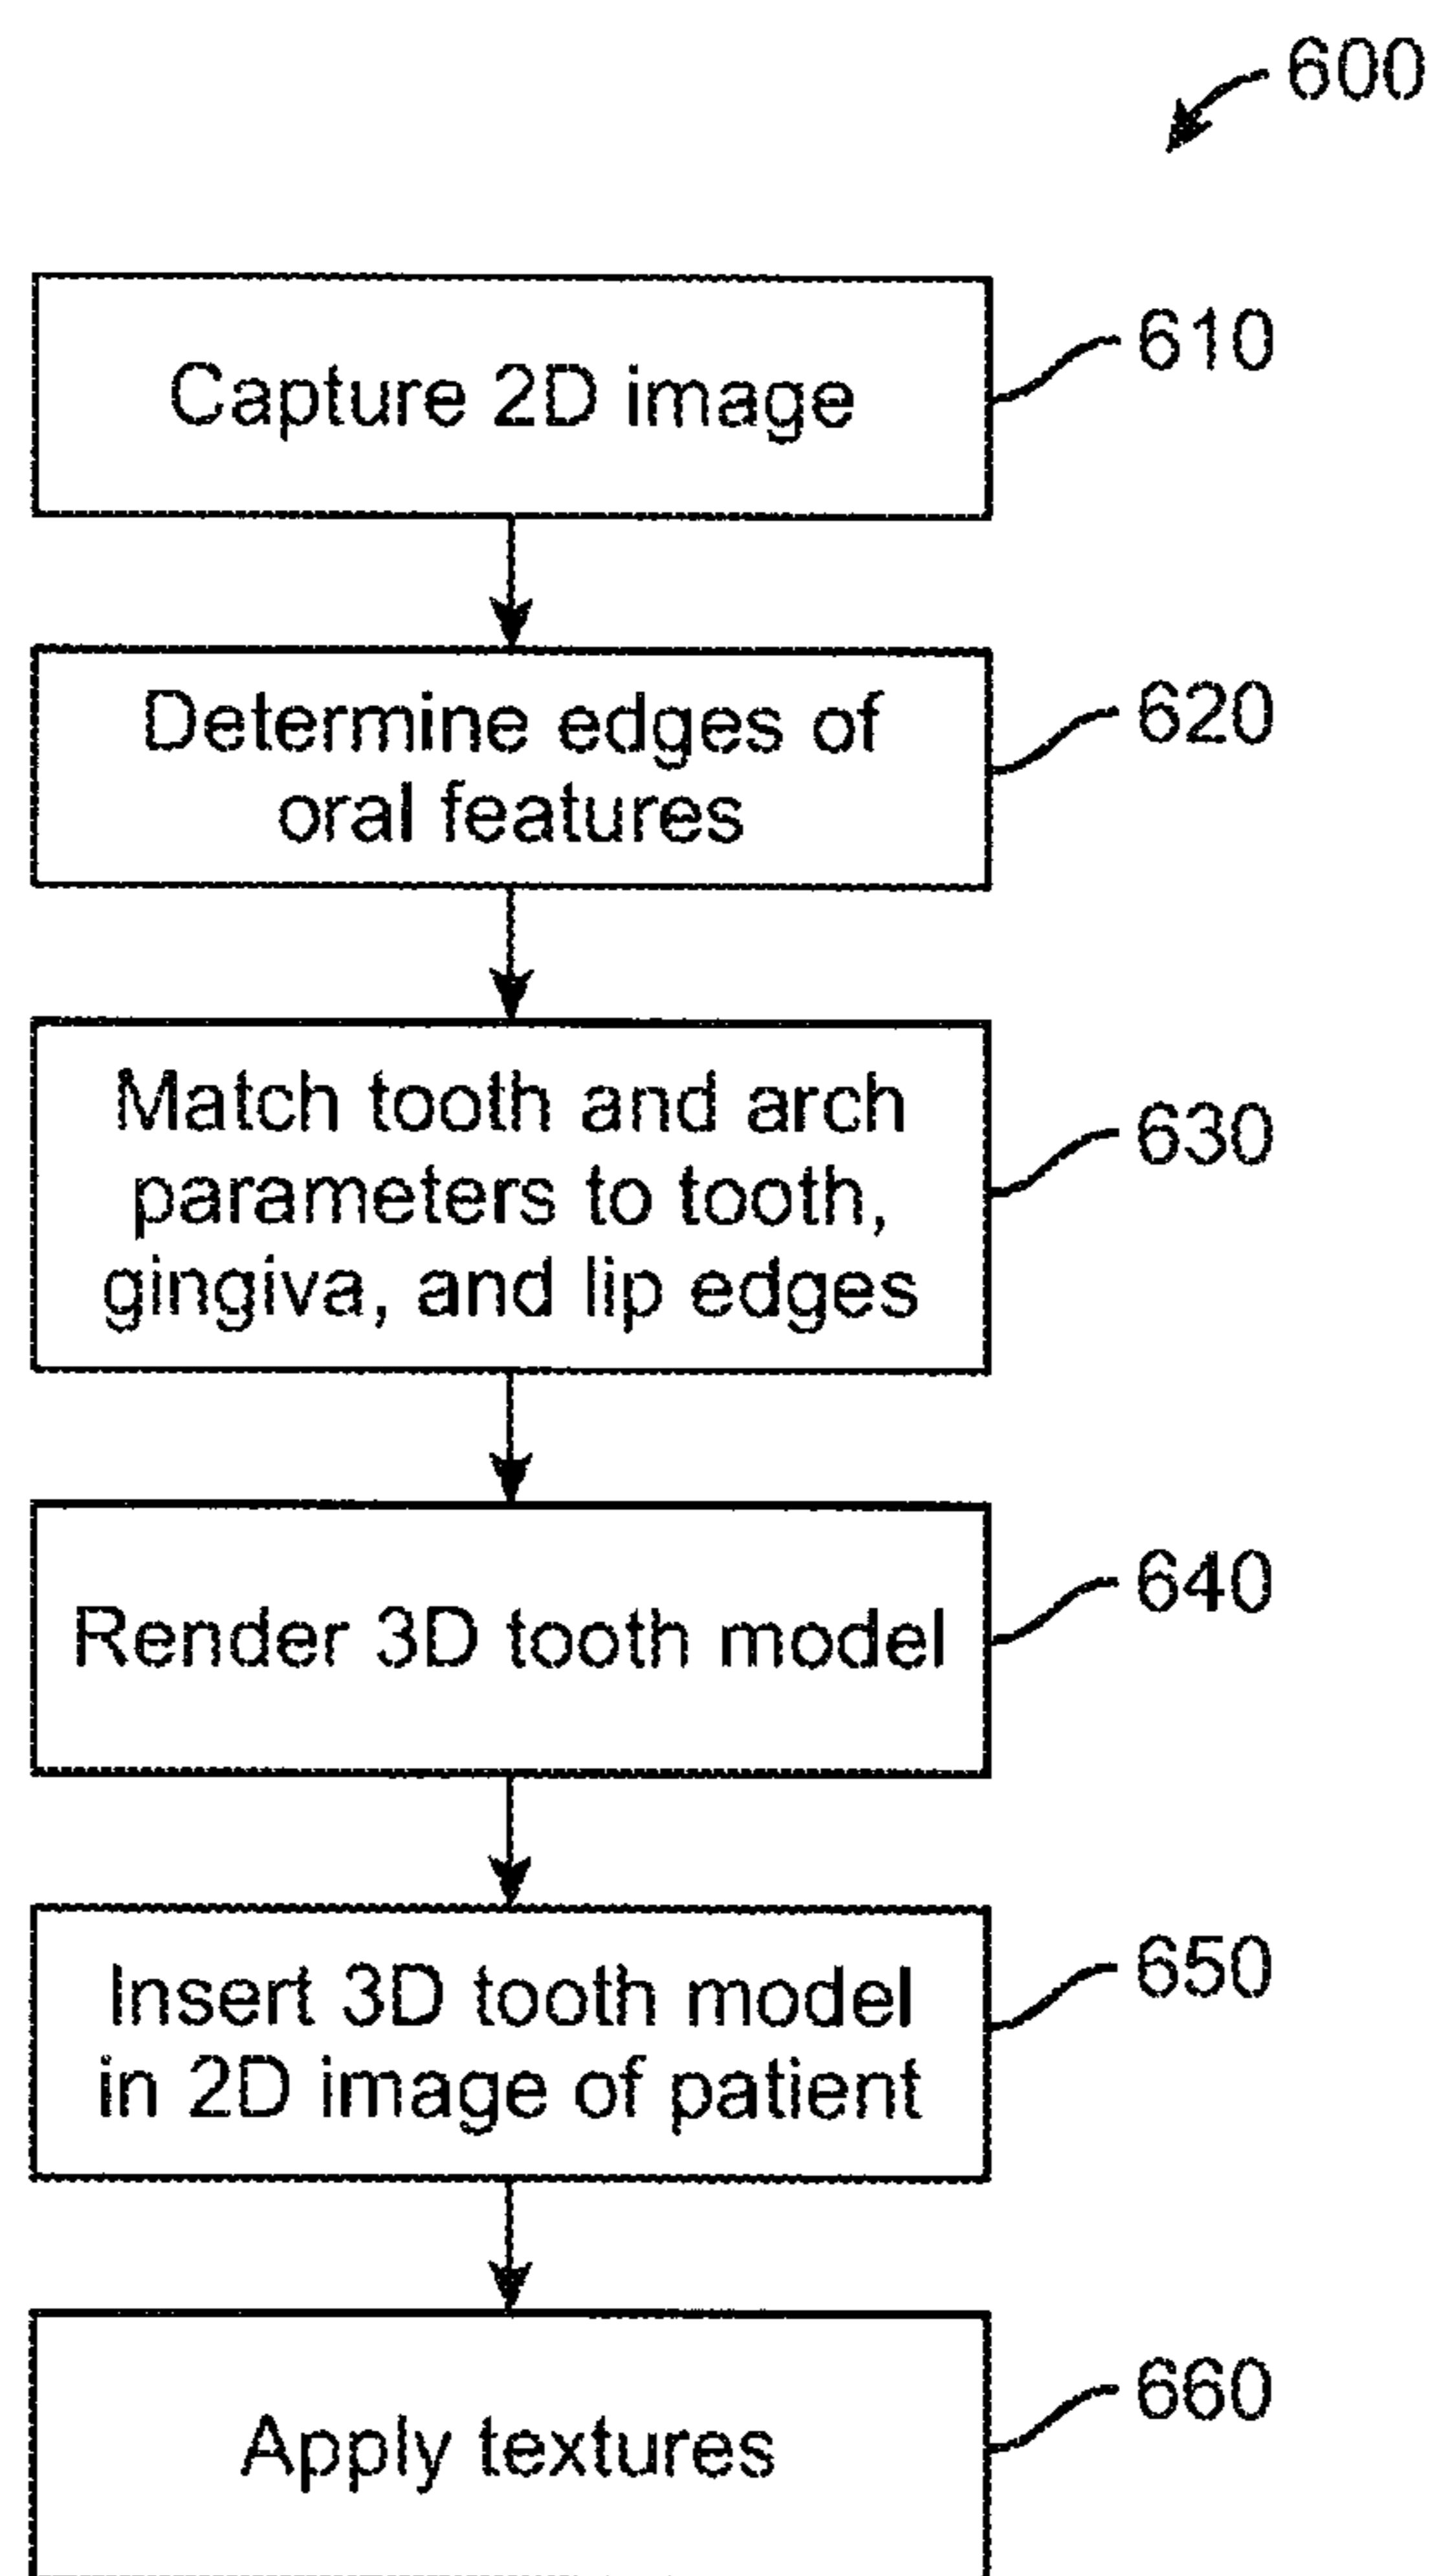 600
Capture 2D image
610
Determine edges of
oral features
620
Match tooth and arch
parameters to tooth,
gingiva, and lip edges
630
Render 3D tooth model
640
Insert 3D tooth model
in 2D image of patient
650
Apply textures
660